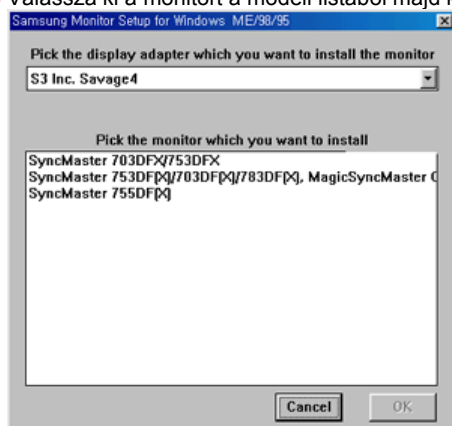 Válassza ki a monitort a modell listából majd
Samsung Monitor Setup for Windows ME/98/95
Pick the display adapter which you want to install the monitor
S3 Inc. Savage4
Pick the monitor which you want to install
SyncMaster 703DFX/753DFX
SyncMaster 753DF[X]/703DF[X]/783DF[X], MagicSyncMaster
SyncMaster 755DF[X]
Cancel
OK